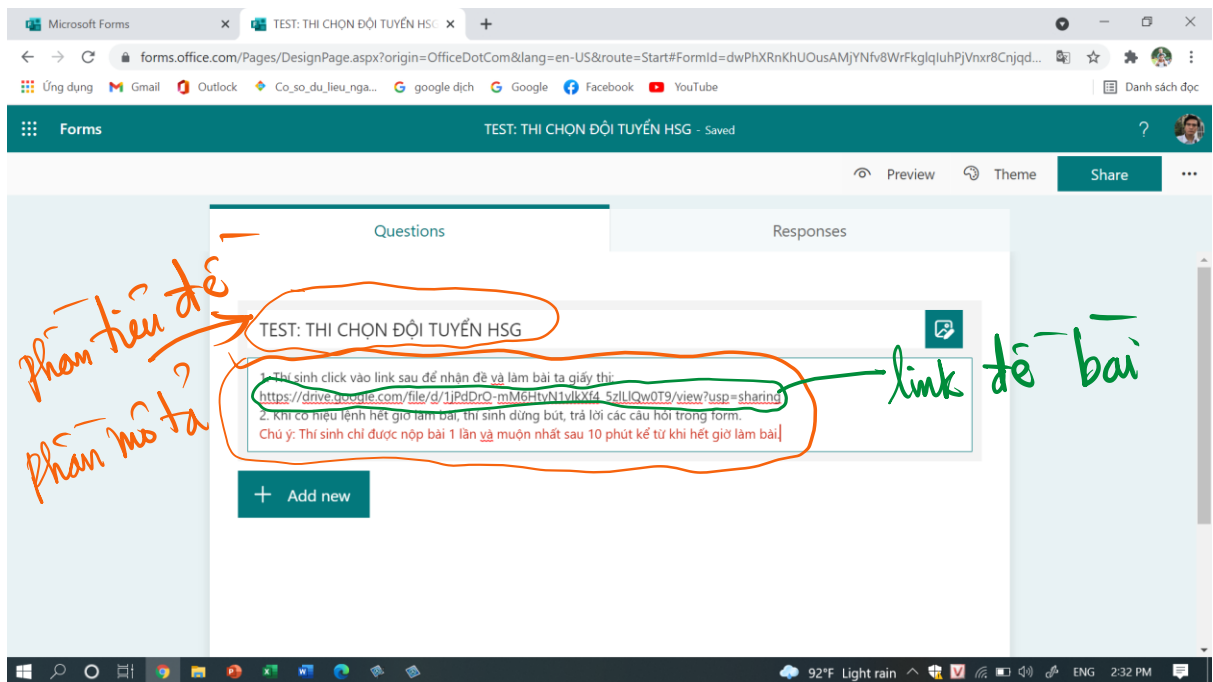 Microsoft Forms
TEST: THI CHỌN ĐỘI TUYỂN HSG
forms.office.com/Pages/DesignPage.aspx?origin=OfficeDotCom&lang=en-US&route=Start#FormId=dwPhXRnKhUOusAMjYNfv8WrFkglqIuhPjVnxr8Cnjqd...
Ứng dụng Gmail Outlook Co_so_du_lieu_nga... google dịch Google Facebook YouTube Danh sách đọc
Forms TEST: THI CHỌN ĐỘI TUYỂN HSG - Saved ?
Preview Theme Share ...
Questions Responses
phần tiêu đề
TEST: THI CHỌN ĐỘI TUYỂN HSG
link đề bài
phần mô tả
1. Thí sinh click vào link sau để nhận đề và làm bài ta giấy thi:
https://drive.google.com/file/d/1jPdDrO-mM6HtyN1ylkXf4_5zlLlQw0T9/view?usp=sharing
2. Khi có hiệu lệnh hết giờ làm bài, thí sinh dừng bút, trả lời các câu hỏi trong form.
Chú ý: Thí sinh chỉ được nộp bài 1 lần và muộn nhất sau 10 phút kể từ khi hết giờ làm bài.
+ Add new
92°F Light rain ENG 2:32 PM